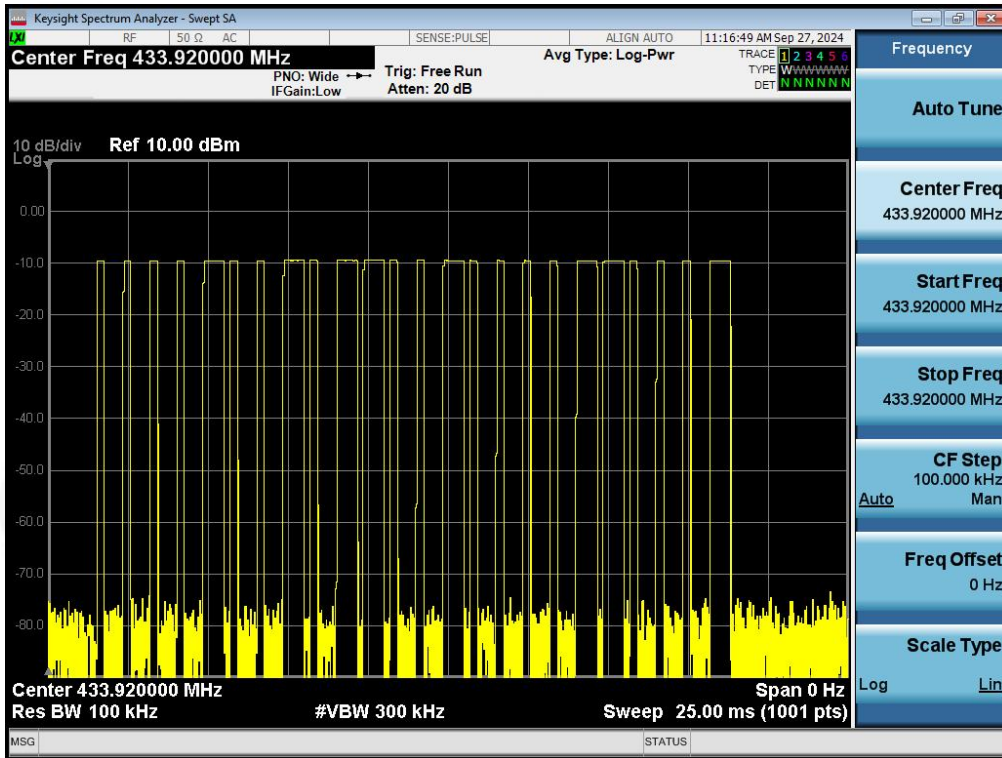 Keysight Spectrum Analyzer - Swept SA
LXI
RF 50 Ω AC SENSE:PULSE ALIGN AUTO 11:16:49 AM Sep 27, 2024
Center Freq 433.920000 MHz
PNO: Wide
IFGain:Low
Trig: Free Run
Atten: 20 dB
Avg Type: Log-Pwr
TRACE 1 2 3 4 5 6
TYPE WWWWWW
DET N N N N N N
10 dB/div Ref 10.00 dBm
Log
0.00
-10.0
-20.0
-30.0
-40.0
-50.0
-60.0
-70.0
-80.0
Center 433.920000 MHz Span 0 Hz
Res BW 100 kHz #VBW 300 kHz Sweep 25.00 ms (1001 pts)
MSG STATUS
Frequency
Auto Tune
Center Freq
433.920000 MHz
Start Freq
433.920000 MHz
Stop Freq
433.920000 MHz
CF Step
100.000 kHz
Auto Man
Freq Offset
0 Hz
Scale Type
Log Lin